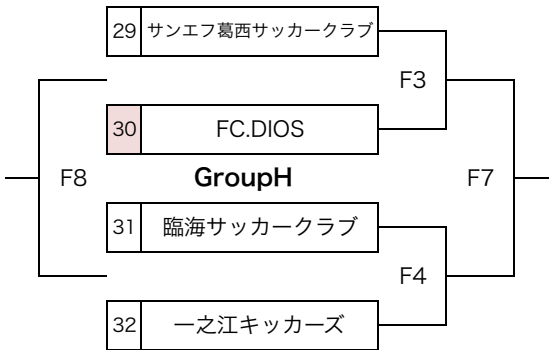 29 サンエフ葛西サッカークラブ
F3
30 FC.DIOS
F8 GroupH F7
31 臨海サッカークラブ
F4
32 一之江キッカーズ